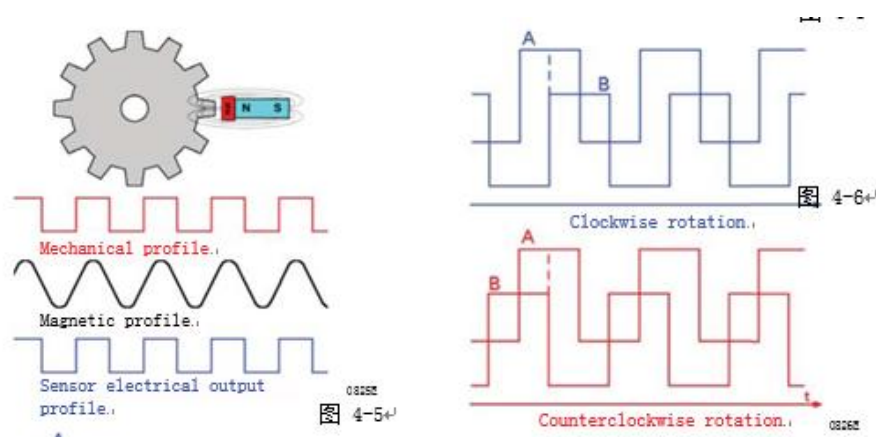 N S
Mechanical profile.
Magnetic profile.
Sensor electrical output
profile.
0825E
图 4-5↵
A
B
图 4-6↵
Clockwise rotation.
A
B
t
Counterclockwise rotation.
0826E